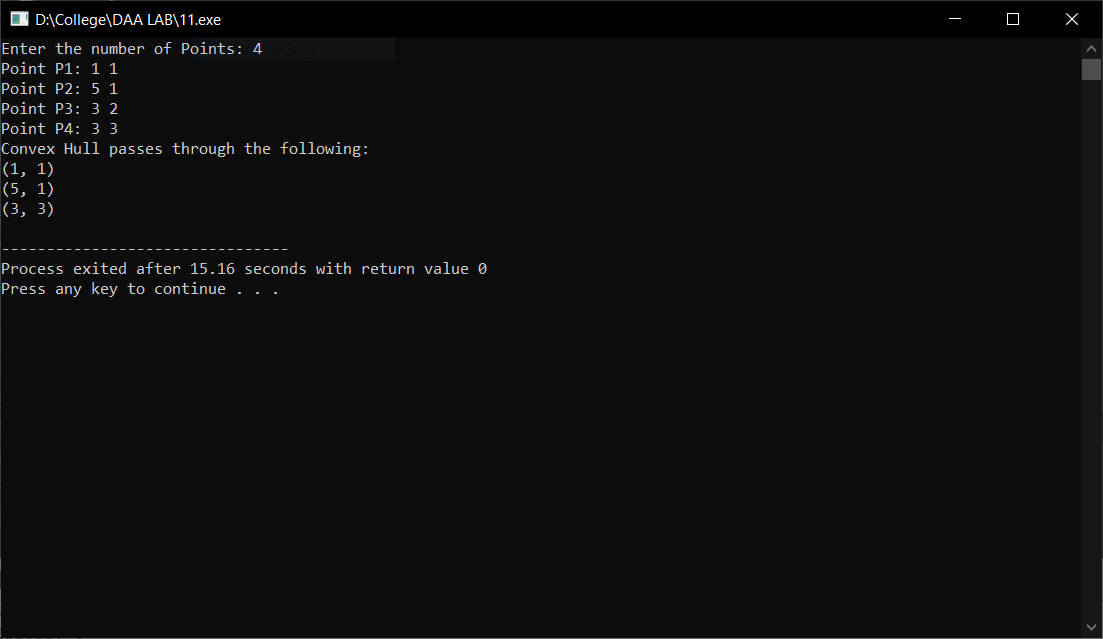 D:\College\DAA LAB\11.exe
Enter the number of Points: 4
Point P1: 1 1
Point P2: 5 1
Point P3: 3 2
Point P4: 3 3
Convex Hull passes through the following:
(1, 1)
(5, 1)
(3, 3)
--------------------------------
Process exited after 15.16 seconds with return value 0
Press any key to continue . . .